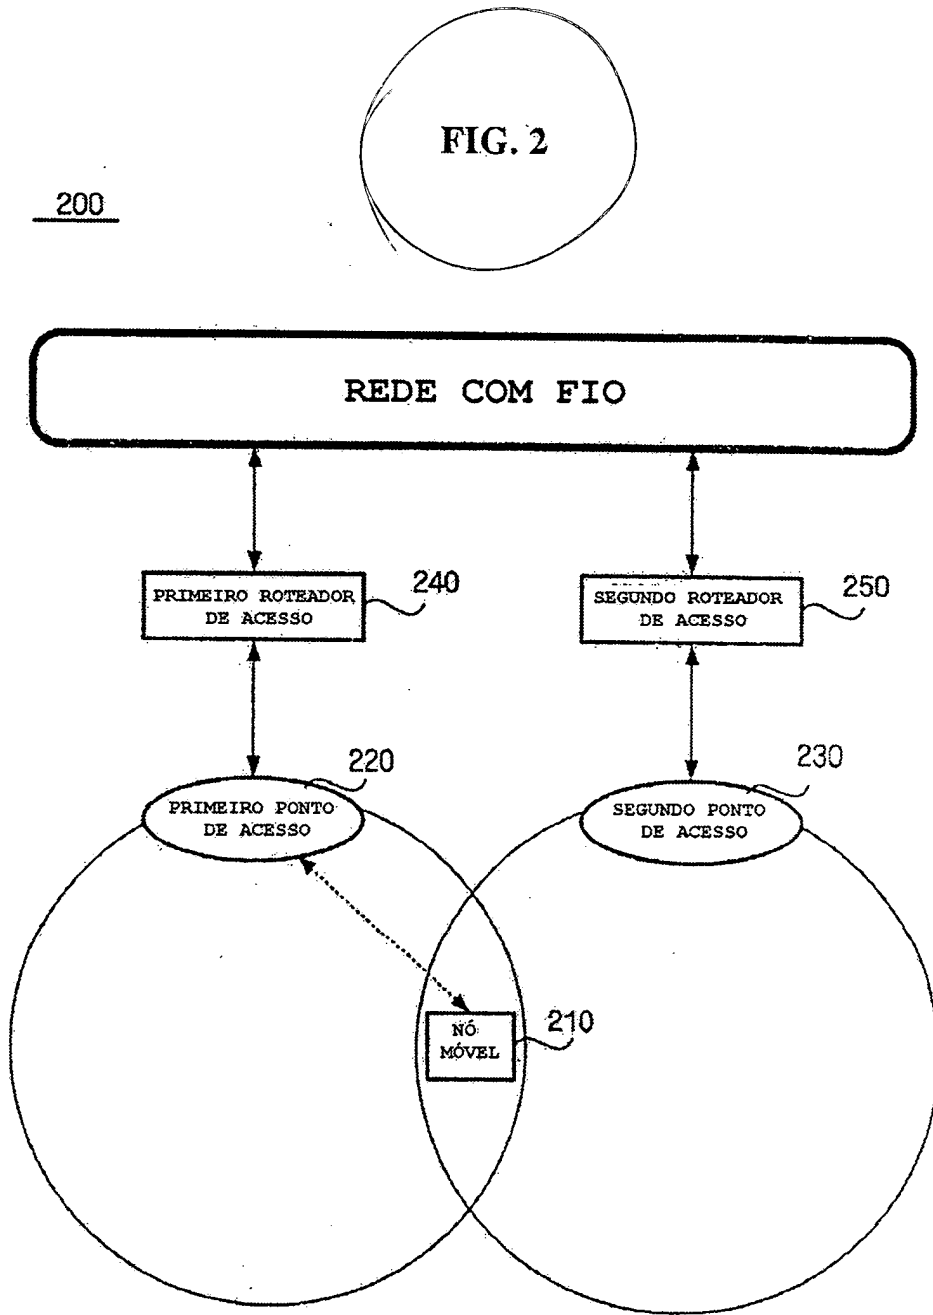 FIG. 2
200
REDE COM FIO
PRIMEIRO ROTEADOR
DE ACESSO
240
SEGUNDO ROTEADOR
DE ACESSO
250
220
PRIMEIRO PONTO
DE ACESSO
230
SEGUNDO PONTO
DE ACESSO
NÓ
MÓVEL
210